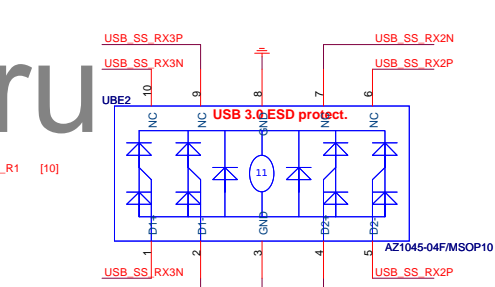 USB_SS_RX3P
USB_SS_RX2N
USB_SS_RX3N
USB_SS_RX2P
ru
10
9
8
7
6
UBE2
USB 3.0 ESD protect.
NC
NC
GND
NC
NC
_R1 [10]
11
D1+
D1-
GND
D2+
D2-
AZ1045-04F/MSOP10
1
2
3
4
5
USB_SS_RX3N
USB_SS_RX2P